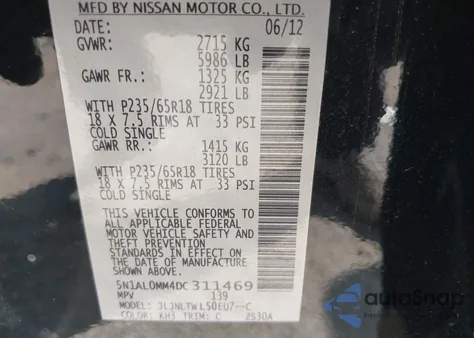 MFD BY NISSAN MOTOR CO., LTD.
DATE: 06/12
GVWR: 2715 KG
5986 LB
GAWR FR.: 1325 KG
2921 LB
WITH P235/65R18 TIRES
18 X 7.5 RIMS AT 33 PSI
COLD SINGLE
GAWR RR.: 1415 KG
3120 LB
WITH P235/65R18 TIRES
18 X 7.5 RIMS AT 33 PSI
COLD SINGLE
THIS VEHICLE CONFORMS TO
ALL APPLICABLE FEDERAL
MOTOR VEHICLE SAFETY AND
THEFT PREVENTION
STANDARDS IN EFFECT ON THE
DATE OF MANUFACTURE SHOWN
ABOVE.
5N1AL0MM4DC311469
MPV 139
COLOR: KH3 TRIM: C 2530A
autoSnap